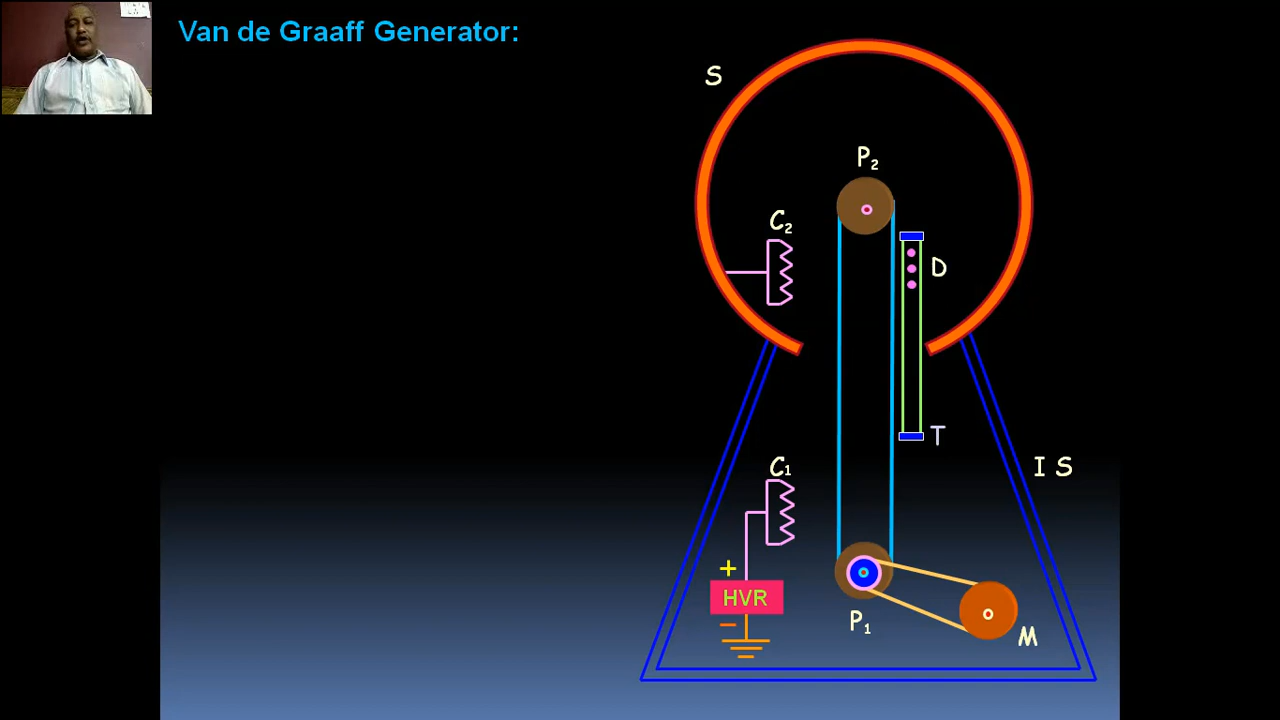 Van de Graaff Generator:
S
P₂
C₂
D
T
C₁
I S
+
HVR
−
P₁
M